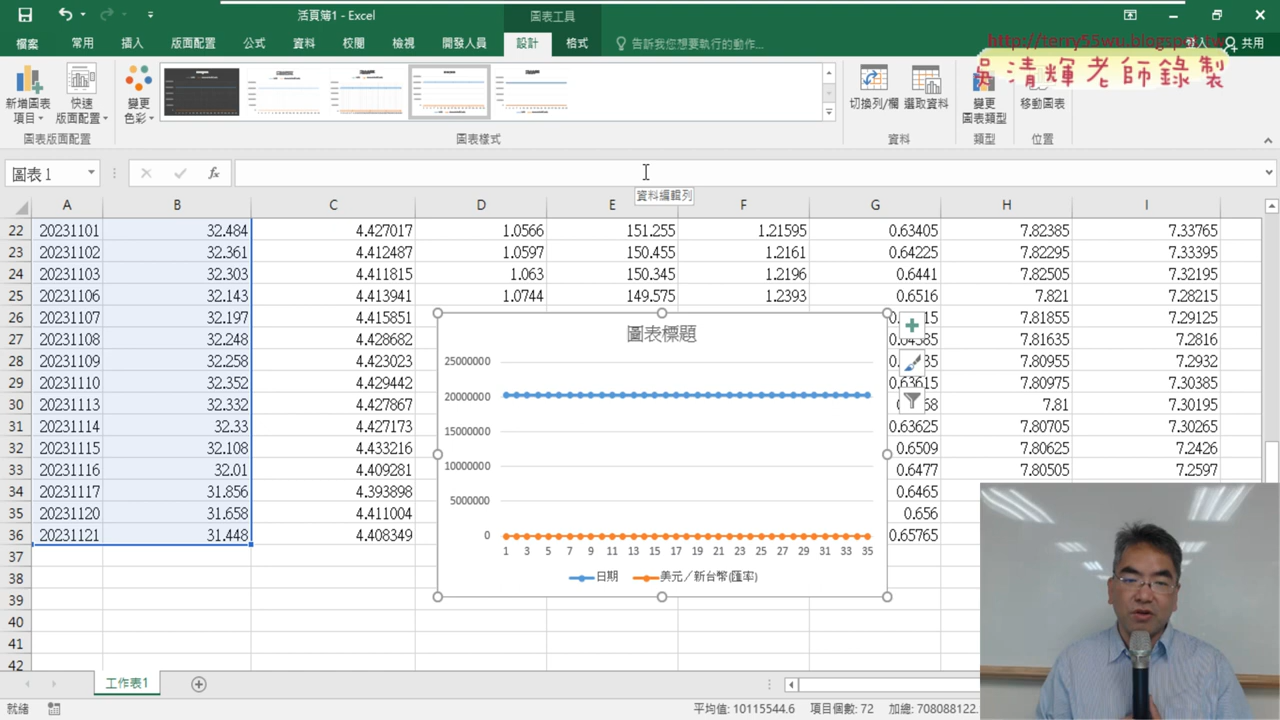 活頁簿1 - Excel
圖表工具
檔案 常用 插入 版面配置 公式 資料 校閱 檢視 開發人員 設計 格式 告訴我您想要執行的動作... 共用
http://terry55wu.blogspot.tw
吳清輝老師錄製
新增圖表項目 快速版面配置 變更色彩 切換列/欄 選取資料 變更圖表類型 移動圖表
圖表版面配置 圖表樣式 資料 類型 位置
圖表 1 fx
資料編輯列
A B C D E F G H I
22 20231101 32.484 4.427017 1.0566 151.255 1.21595 0.63405 7.82385 7.33765
23 20231102 32.361 4.412487 1.0597 150.455 1.2161 0.64225 7.82295 7.33395
24 20231103 32.303 4.411815 1.063 150.345 1.2196 0.6441 7.82505 7.32195
25 20231106 32.143 4.413941 1.0744 149.575 1.2393 0.6516 7.821 7.28215
26 20231107 32.197 4.415851 7.81855 7.29125
27 20231108 32.248 4.428682 7.81635 7.2816
28 20231109 32.258 4.423023 7.80955 7.2932
29 20231110 32.352 4.429442 0.63615 7.80975 7.30385
30 20231113 32.332 4.427867 7.81 7.30195
31 20231114 32.33 4.427173 0.63625 7.80705 7.30265
32 20231115 32.108 4.433216 0.6509 7.80625 7.2426
33 20231116 32.01 4.409281 0.6477 7.80505 7.2597
34 20231117 31.856 4.393898 0.6465
35 20231120 31.658 4.411004 0.656
36 20231121 31.448 4.408349 0.65765
37
38
39
40
41
42
圖表標題
25000000
20000000
15000000
10000000
5000000
0
1 3 5 7 9 11 13 15 17 19 21 23 25 27 29 31 33 35
日期 美元／新台幣(匯率)
工作表1
就緒 平均值: 10115544.6 項目個數: 72 加總: 708088122.